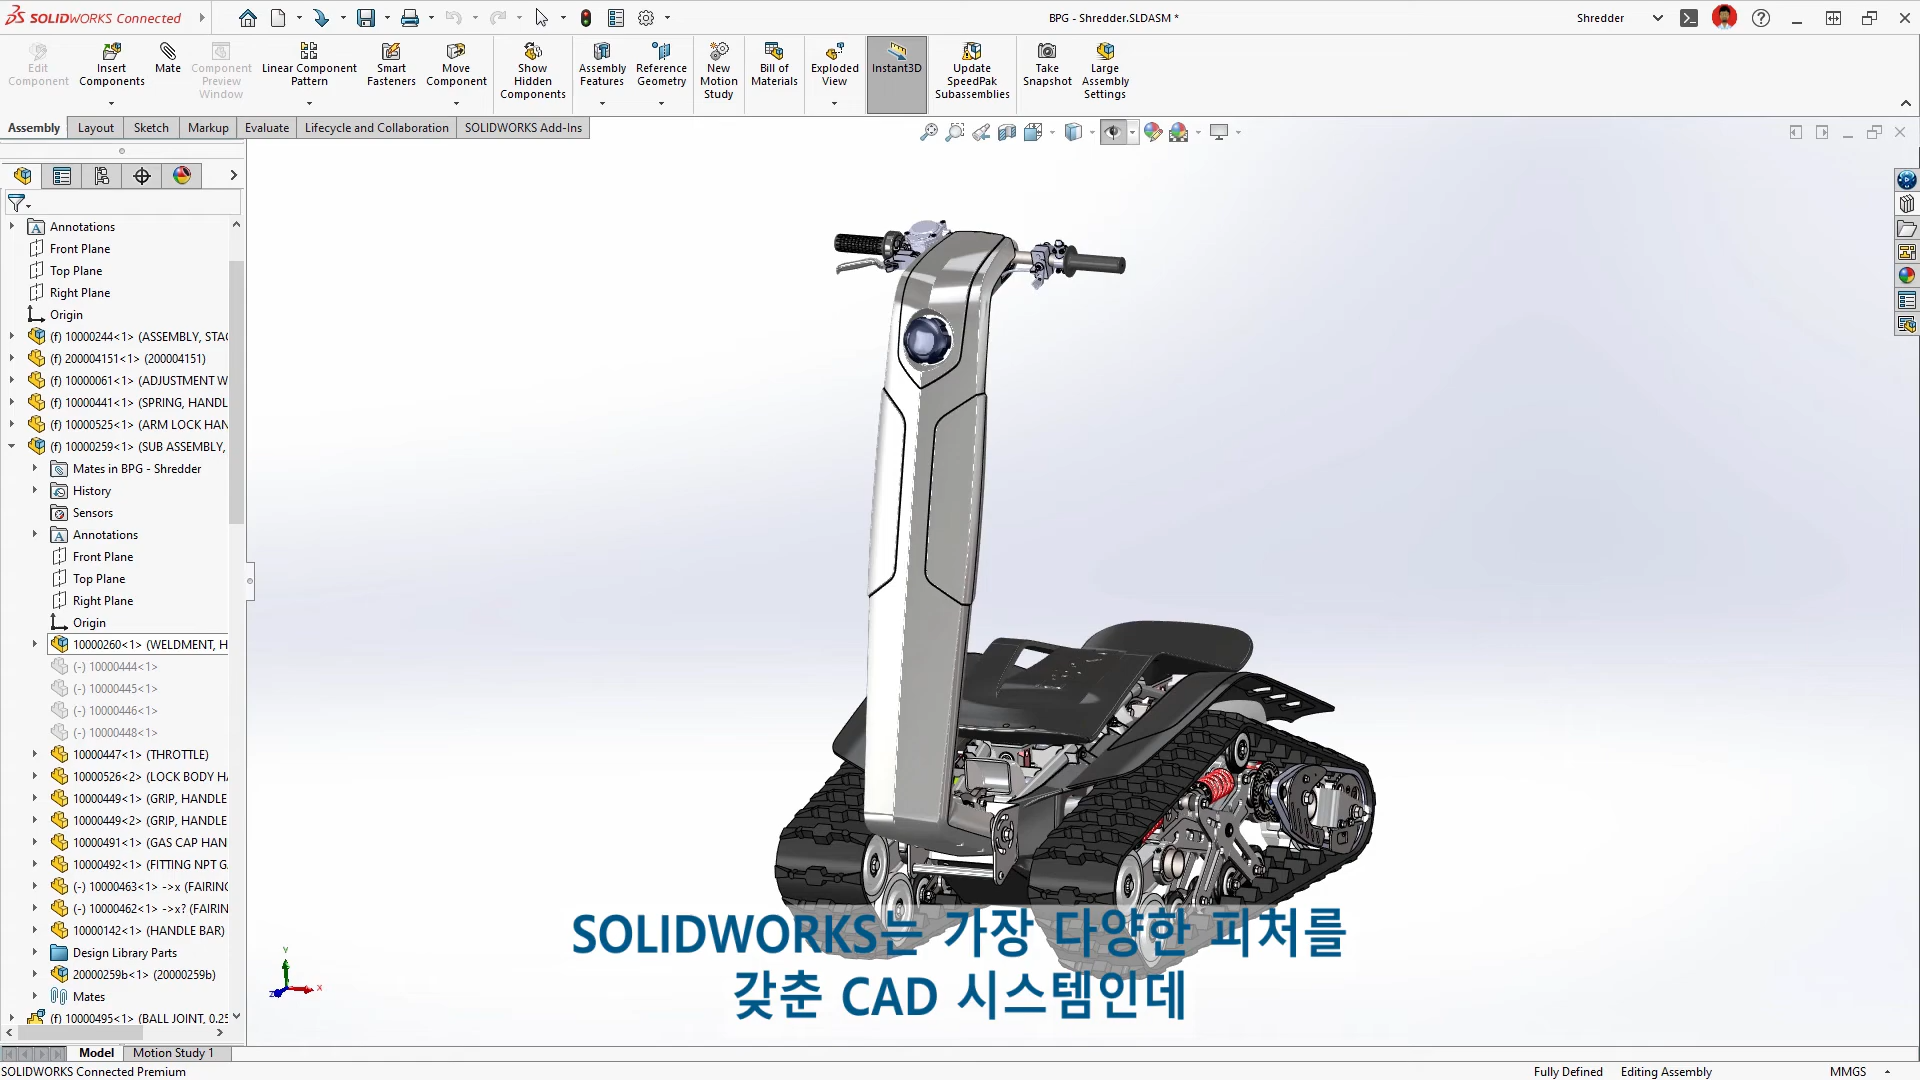 SOLIDWORKS Connected
BPG - Shredder.SLDASM *
Shredder
Edit Component
Insert Components
Mate
Component Preview Window
Linear Component Pattern
Smart Fasteners
Move Component
Show Hidden Components
Assembly Features
Reference Geometry
New Motion Study
Bill of Materials
Exploded View
Instant3D
Update SpeedPak Subassemblies
Take Snapshot
Large Assembly Settings
Assembly
Layout
Sketch
Markup
Evaluate
Lifecycle and Collaboration
SOLIDWORKS Add-Ins
Annotations
Front Plane
Top Plane
Right Plane
Origin
(f) 10000244<1> (ASSEMBLY, STAC
(f) 200004151<1> (200004151)
(f) 10000061<1> (ADJUSTMENT W
(f) 10000441<1> (SPRING, HANDL
(f) 10000525<1> (ARM LOCK HAN
(f) 10000259<1> (SUB ASSEMBLY,
Mates in BPG - Shredder
History
Sensors
Annotations
Front Plane
Top Plane
Right Plane
Origin
10000260<1> (WELDMENT, H
(-) 10000444<1>
(-) 10000445<1>
(-) 10000446<1>
(-) 10000448<1>
10000447<1> (THROTTLE)
10000526<2> (LOCK BODY HA
10000449<1> (GRIP, HANDLE
10000449<2> (GRIP, HANDLE
10000491<1> (GAS CAP HAN
10000492<1> (FITTING NPT G
(-) 10000463<1> ->x (FAIRING
(-) 10000462<1> ->x? (FAIRIN
10000142<1> (HANDLE BAR)
Design Library Parts
20000259b<1> (20000259b)
Mates
(f) 10000495<1> (BALL JOINT, 0.25
Y
Z
X
SOLIDWORKS는 가장 다양한 피쳐를
갖춘 CAD 시스템인데
Model
Motion Study 1
SOLIDWORKS Connected Premium
Fully Defined
Editing Assembly
MMGS